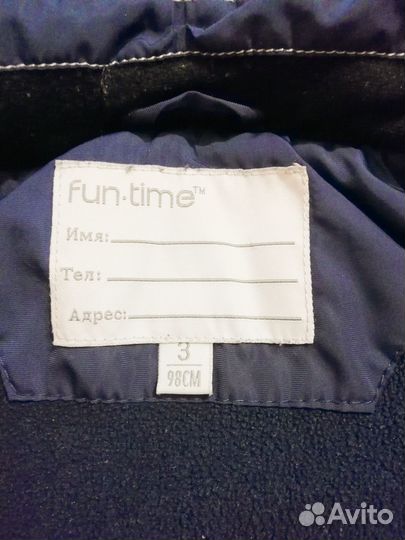 fun·time™
Имя:
Тел:
Адрес:
3
98CM
Avito